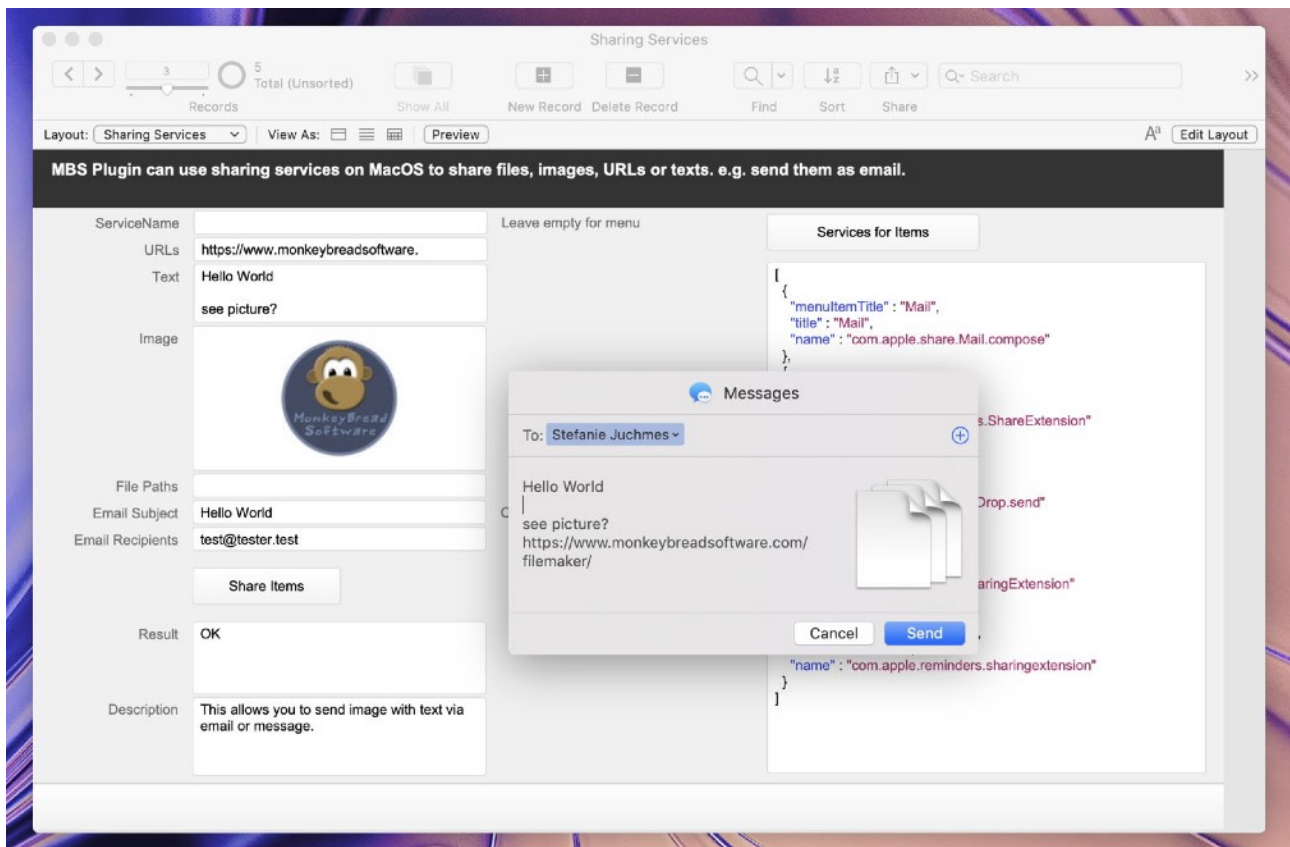 Sharing Services
3
5
Total (Unsorted)
Search
Records
Show All
New Record
Delete Record
Find
Sort
Share
Layout:
Sharing Services
View As:
Preview
Aa
Edit Layout
MBS Plugin can use sharing services on MacOS to share files, images, URLs or texts. e.g. send them as email.
ServiceName
Leave empty for menu
URLs
https://www.monkeybreadsoftware.
Text
Hello World
see picture?
Image
MonkeyBread
Software
File Paths
Email Subject
Hello World
Email Recipients
test@tester.test
Share Items
Result
OK
Description
This allows you to send image with text via
email or message.
Services for Items
[
{
"menuItemTitle" : "Mail",
"title" : "Mail",
"name" : "com.apple.share.Mail.compose"
},
s.ShareExtension"
Drop.send"
aringExtension"
"name" : "com.apple.reminders.sharingextension"
}
]
Messages
To: Stefanie Juchmes
Hello World
see picture?
https://www.monkeybreadsoftware.com/
filemaker/
Cancel
Send